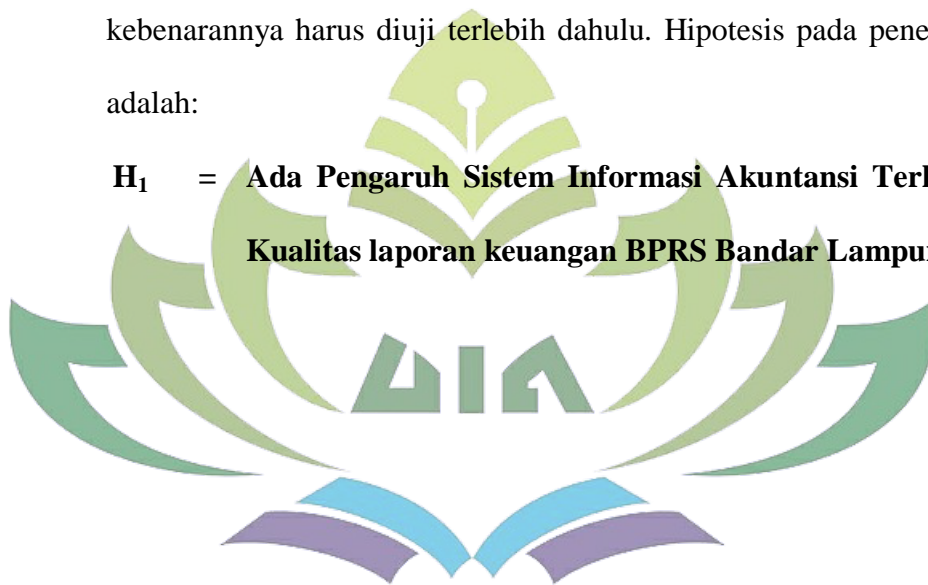 kebenarannya harus diuji terlebih dahulu. Hipotesis pada pene
adalah:
H₁ = Ada Pengaruh Sistem Informasi Akuntansi Terh
Kualitas laporan keuangan BPRS Bandar Lampu